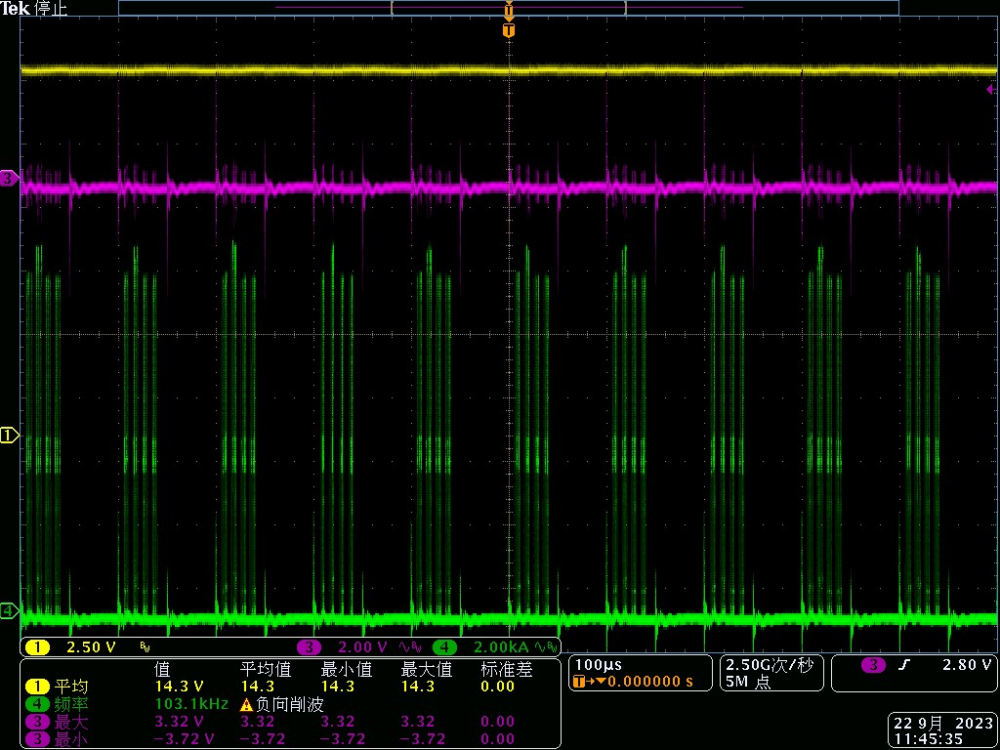 Tek 停止
T
T
3
1
4
1 2.50 V BW 3 2.00 V ∿BW 4 2.00kA ∿BW
值 平均值 最小值 最大值 标准差
1 平均 14.3 V 14.3 14.3 14.3 0.00
4 频率 103.1kHz 负向削波
3 最大 3.32 V 3.32 3.32 3.32 0.00
3 最小 −3.72 V −3.72 −3.72 −3.72 0.00
100µs
T→▼0.000000 s
2.50G次/秒
5M 点
3 2.80 V
22 9月 2023
11:45:35